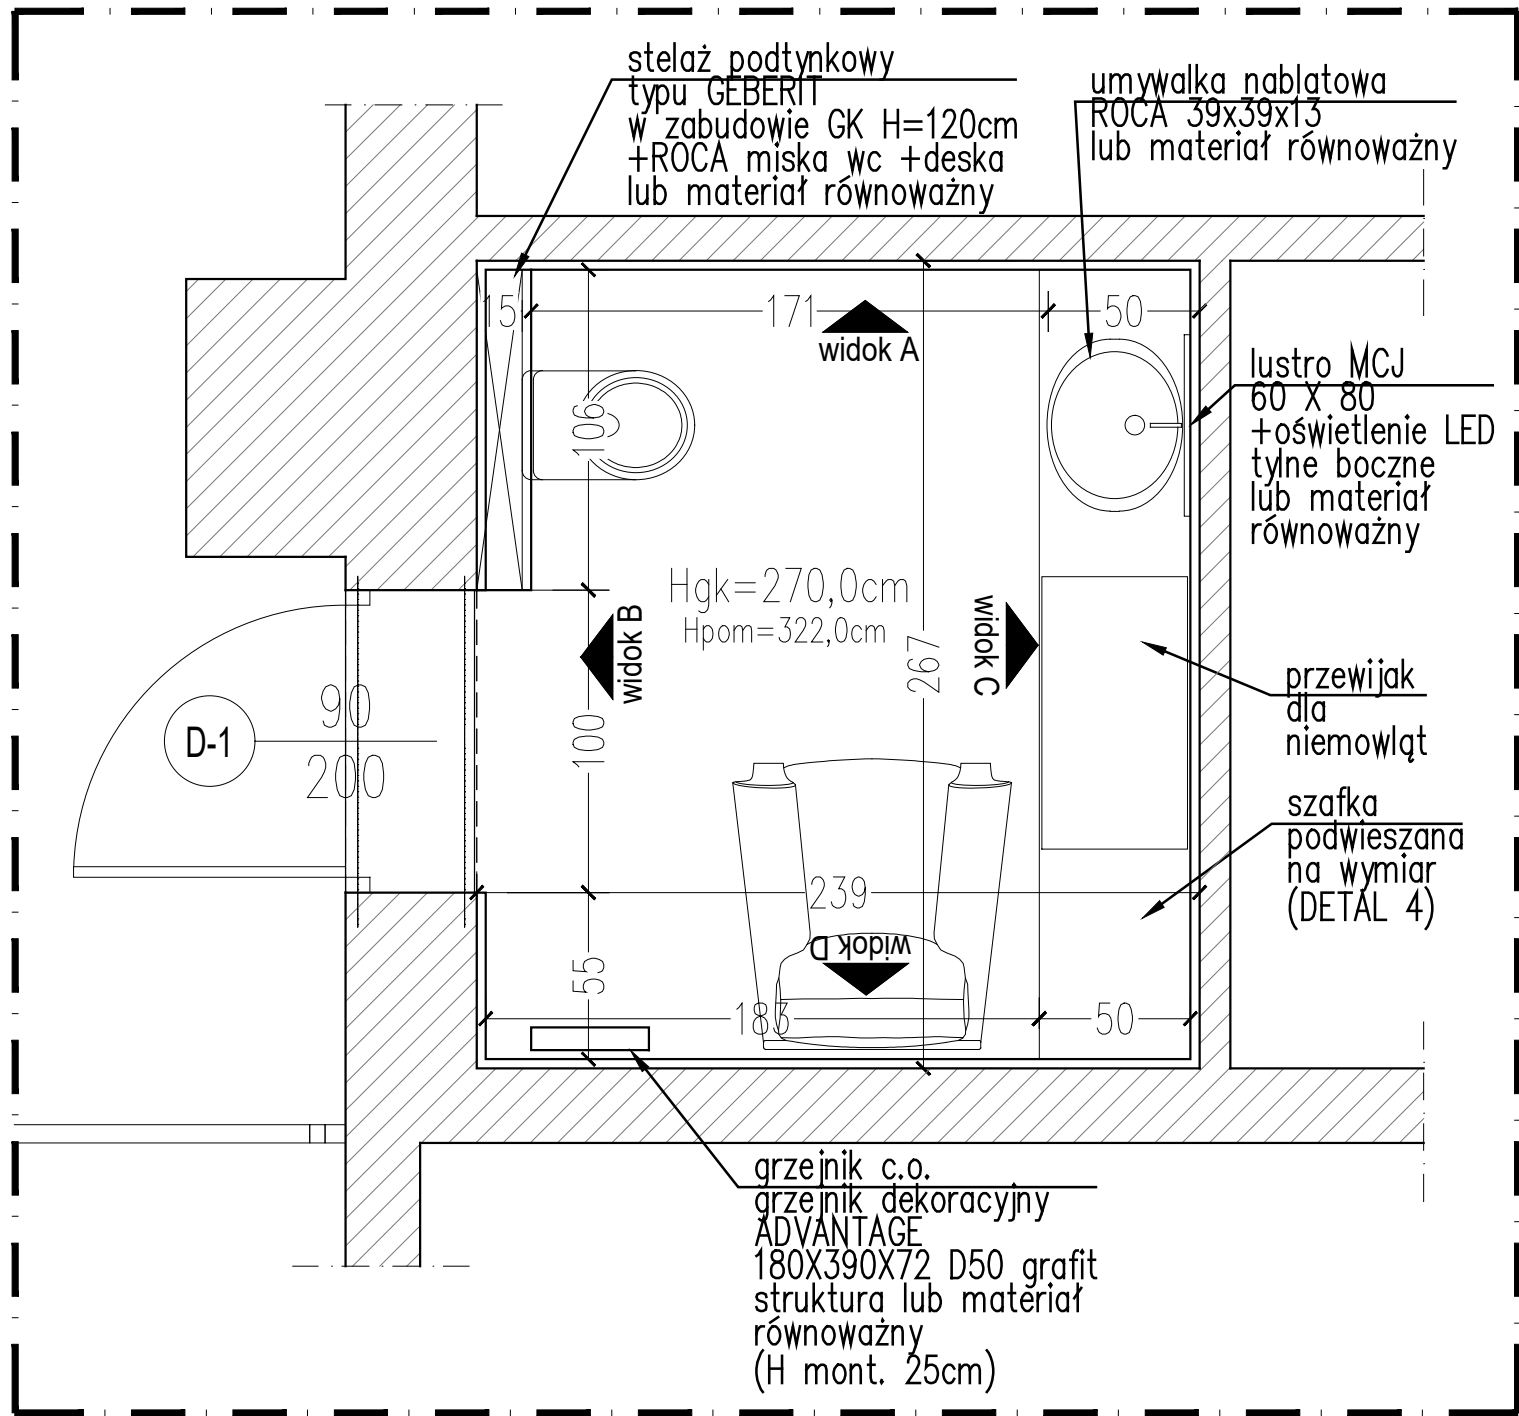 stelaż podtynkowy
typu GEBERIT
w zabudowie GK H=120cm
+ROCA miska wc +deska
lub materiał równoważny
umywalka nablatowa
ROCA 39x39x13
lub materiał równoważny
15
171
50
widok A
lustro MCJ
60 X 80
+oświetlenie LED
tylne boczne
lub materiał
równoważny
106
Hgk=270,0cm
Hpom=322,0cm
widok B
267
widok C
przewijak
dla
niemowląt
90
D-1
200
100
szafka
podwieszana
na wymiar
(DETAL 4)
239
widok D
55
183
50
grzejnik c.o.
grzejnik dekoracyjny
ADVANTAGE
180X390X72 D50 grafit
struktura lub materiał
równoważny
(H mont. 25cm)